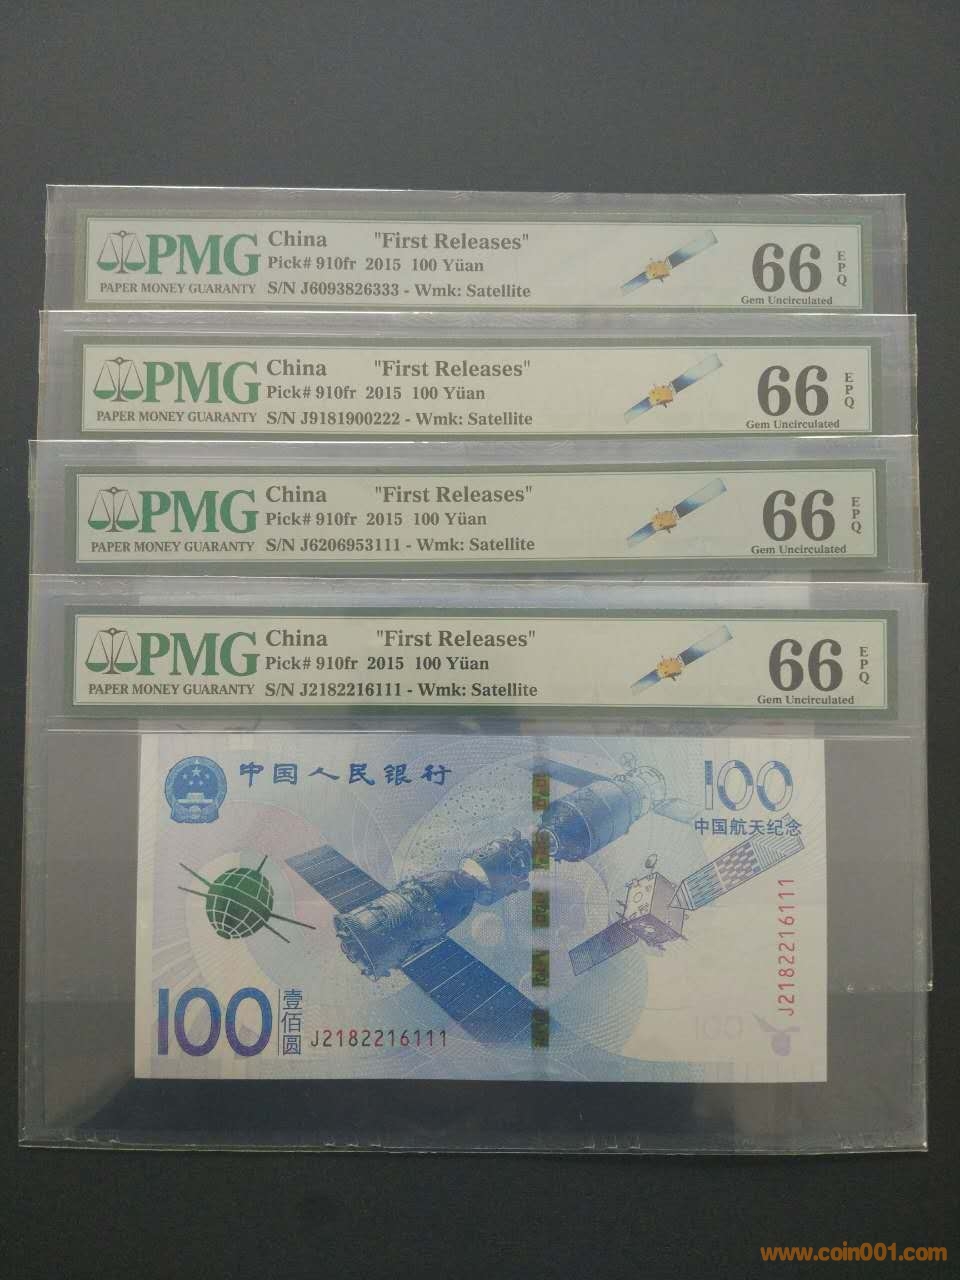 PMG
PAPER MONEY GUARANTY
China "First Releases"
Pick# 910fr 2015 100 Yüan
S/N J6093826333 - Wmk: Satellite
66 EPQ
Gem Uncirculated
PMG
PAPER MONEY GUARANTY
China "First Releases"
Pick# 910fr 2015 100 Yüan
S/N J9181900222 - Wmk: Satellite
66 EPQ
Gem Uncirculated
PMG
PAPER MONEY GUARANTY
China "First Releases"
Pick# 910fr 2015 100 Yüan
S/N J6206953111 - Wmk: Satellite
66 EPQ
Gem Uncirculated
PMG
PAPER MONEY GUARANTY
China "First Releases"
Pick# 910fr 2015 100 Yüan
S/N J2182216111 - Wmk: Satellite
66 EPQ
Gem Uncirculated
中国人民银行
100
中国航天纪念
J2182216111
100 壹佰圆
J2182216111
100
www.coin001.com